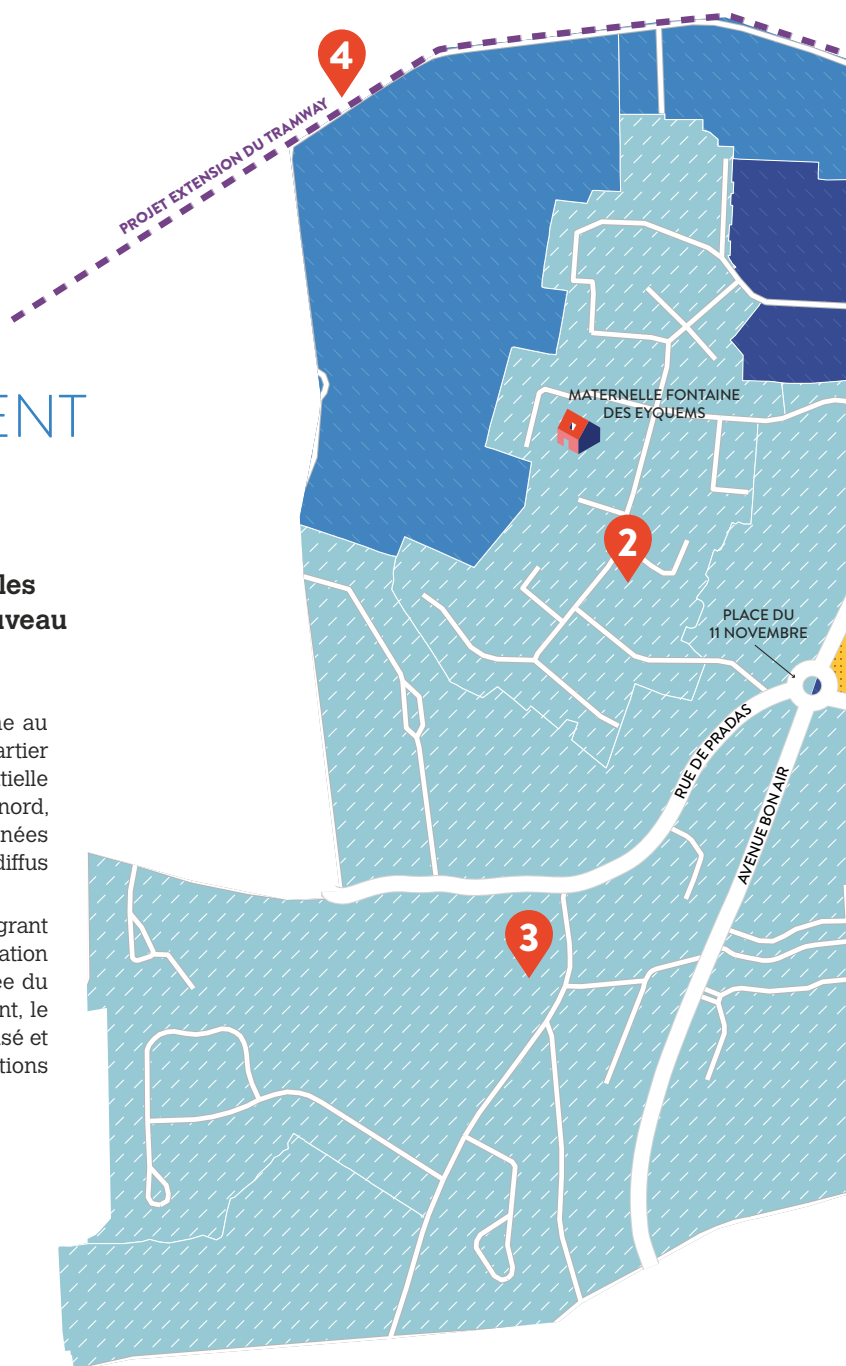 4
PROJET EXTENSION DU TRAMWAY
MATERNELLE FONTAINE
DES EYQUEMS
2
PLACE DU
11 NOVEMBRE
RUE DE PRADAS
AVENUE BON AIR
3
ENT
les
uveau
ne au
artier
tielle
nord,
nées
diffus
grant
ation
ée du
nt, le
sé et
tions